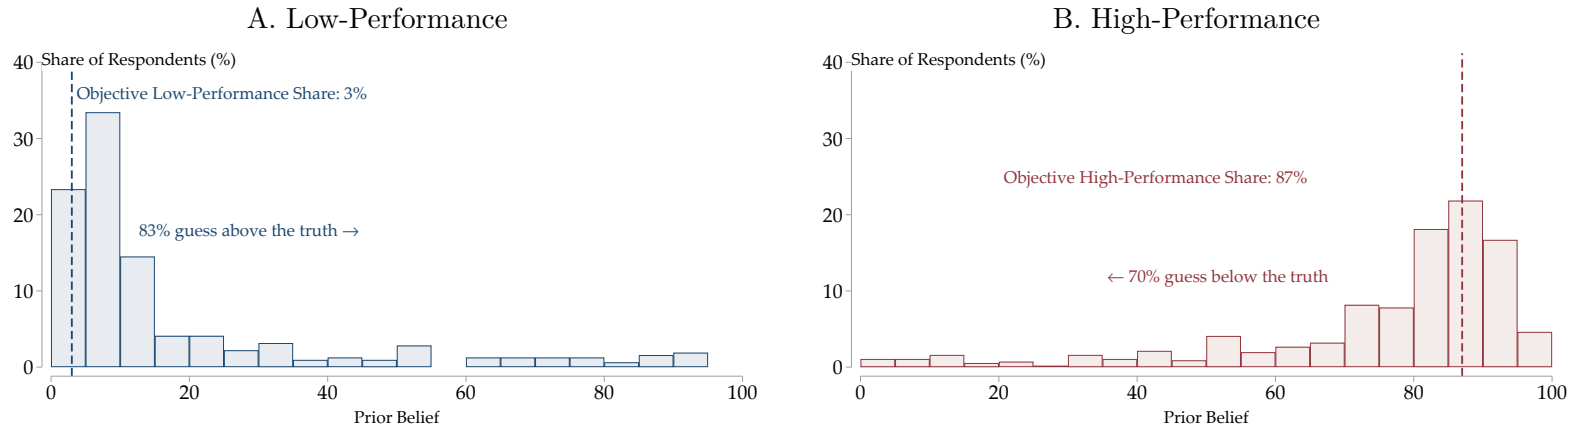 A. Low-Performance
Share of Respondents (%)
40
30
20
10
0
Objective Low-Performance Share: 3%
83% guess above the truth →
0 20 40 60 80 100
Prior Belief
B. High-Performance
Share of Respondents (%)
40
30
20
10
0
Objective High-Performance Share: 87%
← 70% guess below the truth
0 20 40 60 80 100
Prior Belief